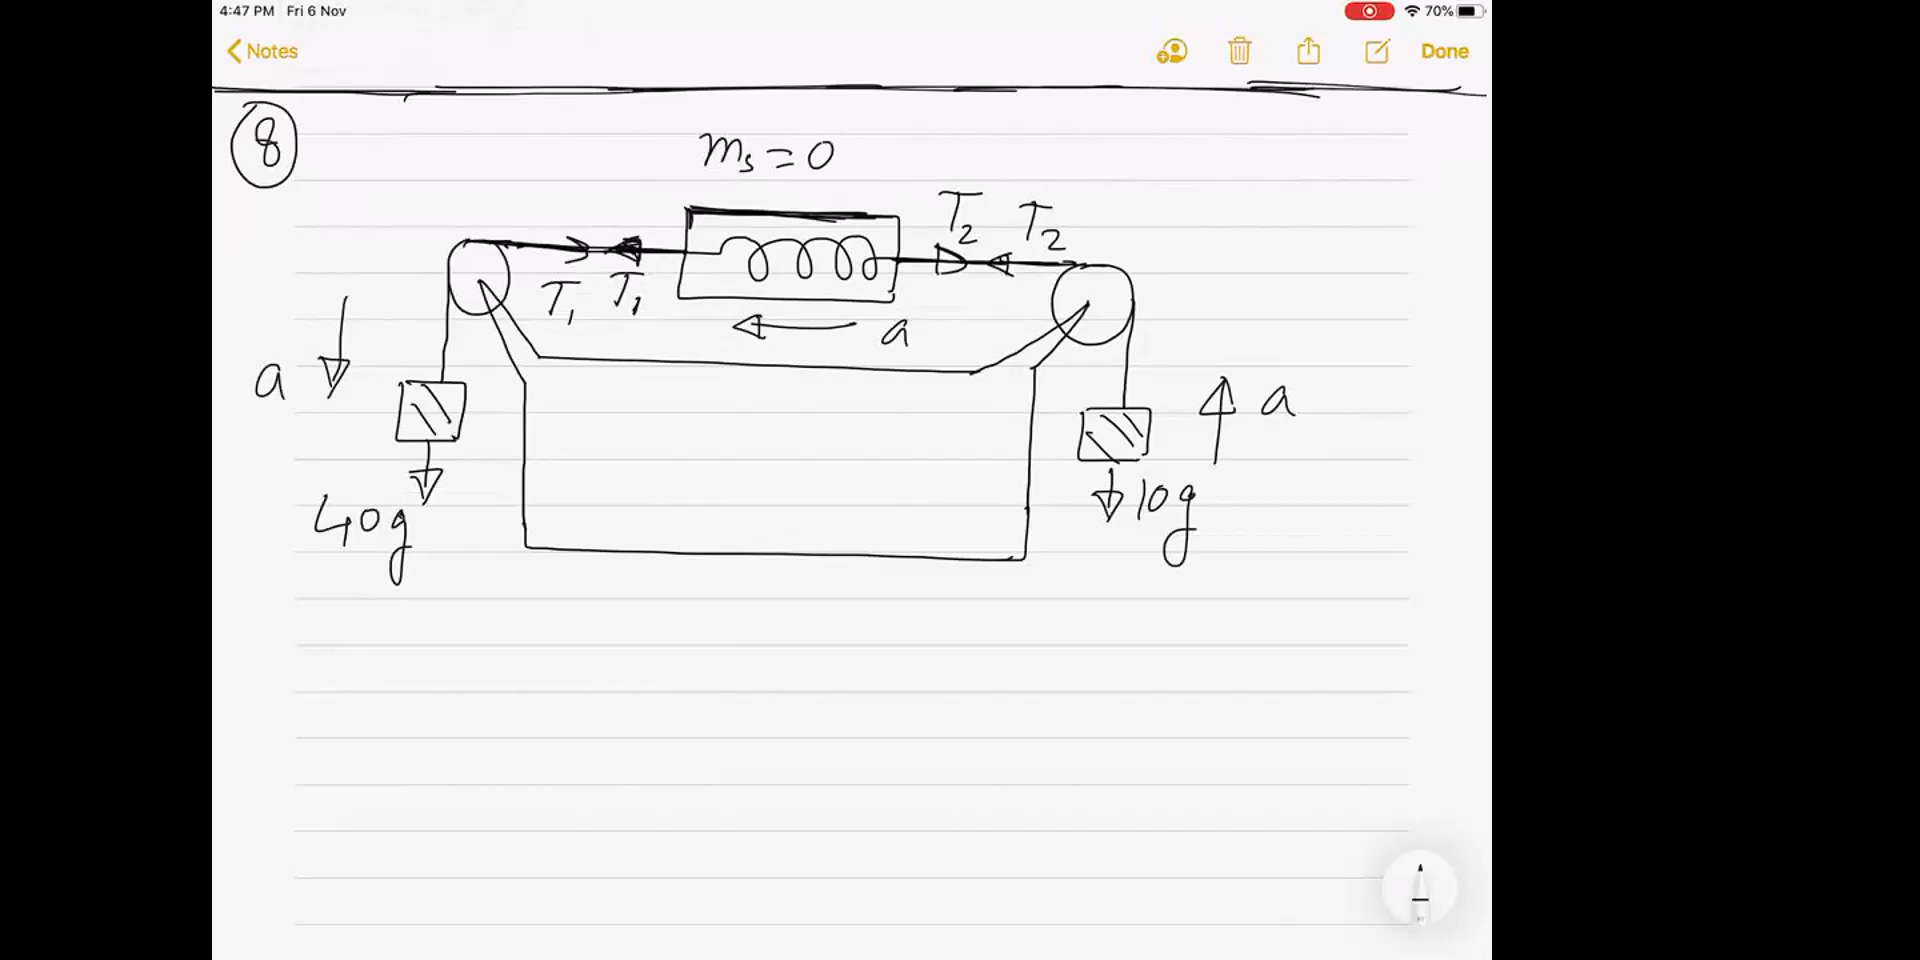 4:47 PM Fri 6 Nov
70%
Notes
Done
8
mₛ = 0
T₂ T₂
T₁ T₁
a
a
a
40g
10g